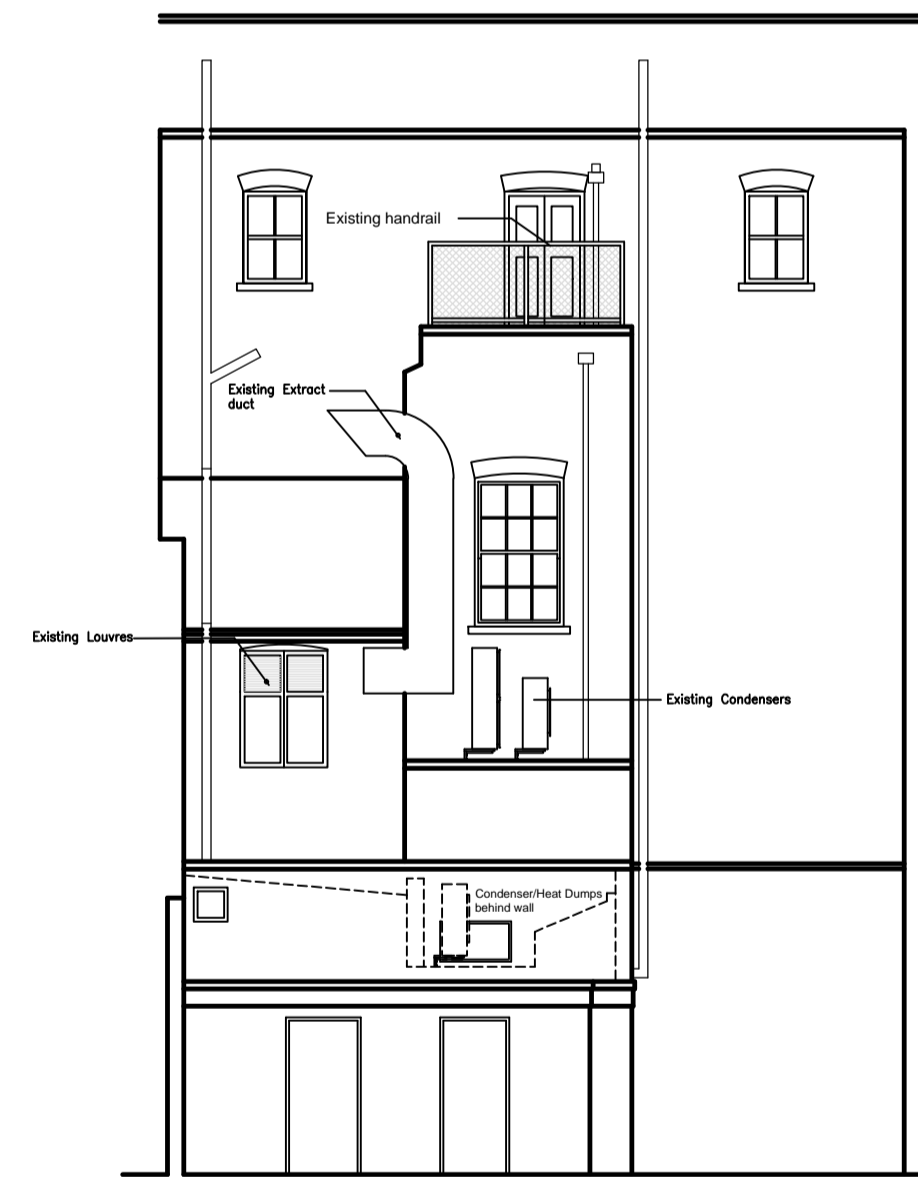 Existing handrail
Existing Extract
duct
Existing Louvres
Existing Condensers
Condenser/Heat Dumps
behind wall